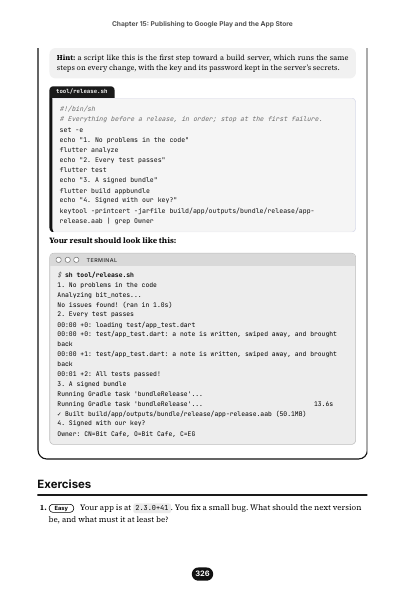 Chapter 15: Publishing to Google Play and the App Store
Hint: a script like this is the first step toward a build server, which runs the same
steps on every change, with the key and its password kept in the server's secrets.
tool/release.sh
#!/bin/sh
# Everything before a release, in order; stop at the first failure.
set -e
echo "1. No problems in the code"
flutter analyze
echo "2. Every test passes"
flutter test
echo "3. A signed bundle"
flutter build appbundle
echo "4. Signed with our key?"
keytool -printcert -jarfile build/app/outputs/bundle/release/app-
release.aab | grep Owner
Your result should look like this:
TERMINAL
$ sh tool/release.sh
1. No problems in the code
Analyzing bit_notes...
No issues found! (ran in 1.0s)
2. Every test passes
00:00 +0: loading test/app_test.dart
00:00 +0: test/app_test.dart: a note is written, swiped away, and brought
back
00:00 +1: test/app_test.dart: a note is written, swiped away, and brought
back
00:01 +2: All tests passed!
3. A signed bundle
Running Gradle task 'bundleRelease'...
Running Gradle task 'bundleRelease'... 13.6s
✓ Built build/app/outputs/bundle/release/app-release.aab (50.1MB)
4. Signed with our key?
Owner: CN=Bit Cafe, O=Bit Cafe, C=EG
Exercises
1. Easy Your app is at 2.3.0+41. You fix a small bug. What should the next version
be, and what must it at least be?
326